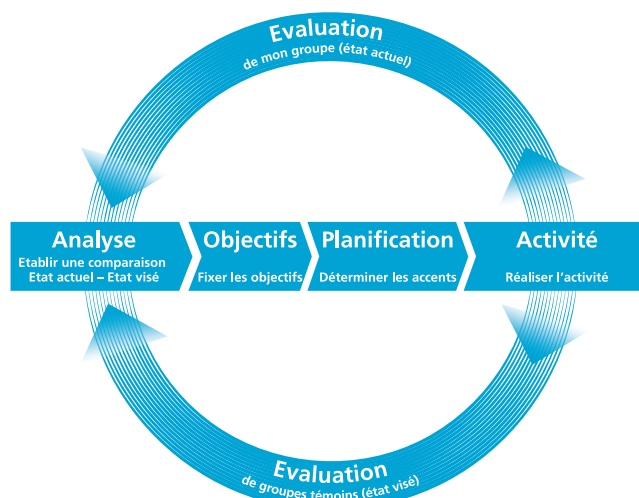 Evaluation
de mon groupe (état actuel)
Analyse
Etablir une comparaison
Etat actuel – Etat visé
Objectifs
Fixer les objectifs
Planification
Déterminer les accents
Activité
Réaliser l'activité
Evaluation
de groupes témoins (état visé)